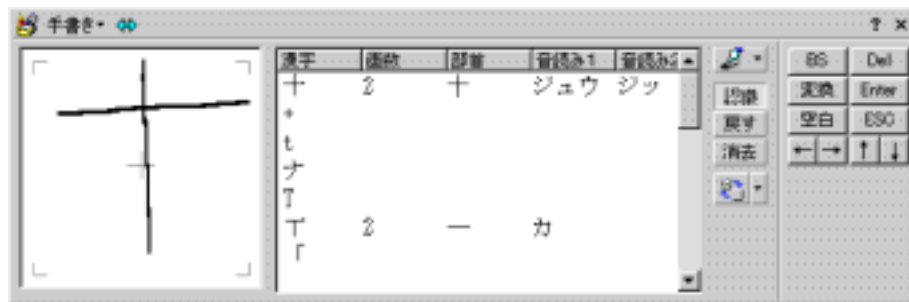 手書き
? ×
漢字 画数 部首 音読み1 音読み2
十 2 十 ジュウ ジッ
+
t
ナ
T
丅 2 一 カ
「
認識
戻す
消去
BS Del
変換 Enter
空白 ESC
← → ↑ ↓